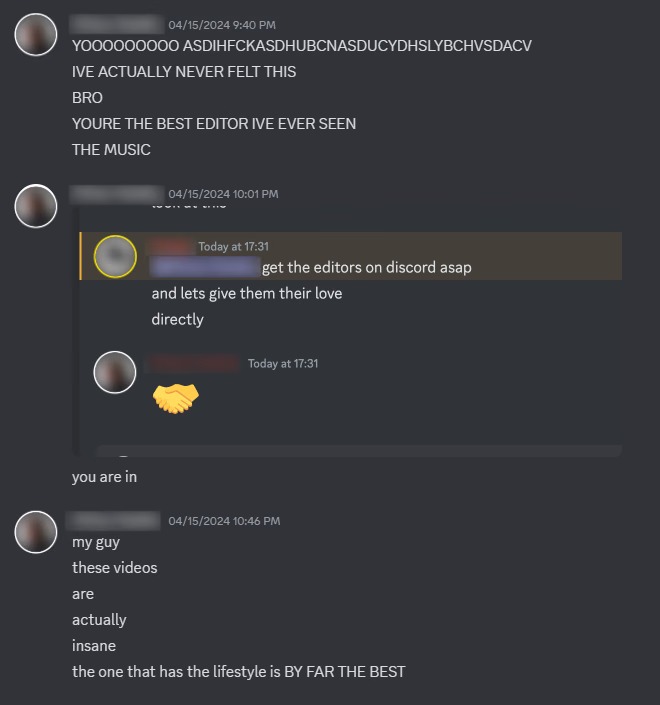 04/15/2024 9:40 PM
YOOOOOOOOO ASDIHFCKASDHUBCNASDUCYDHSLYBCHVSDACV
IVE ACTUALLY NEVER FELT THIS
BRO
YOURE THE BEST EDITOR IVE EVER SEEN
THE MUSIC
04/15/2024 10:01 PM
look at this
Today at 17:31
get the editors on discord asap
and lets give them their love
directly
Today at 17:31
you are in
04/15/2024 10:46 PM
my guy
these videos
are
actually
insane
the one that has the lifestyle is BY FAR THE BEST